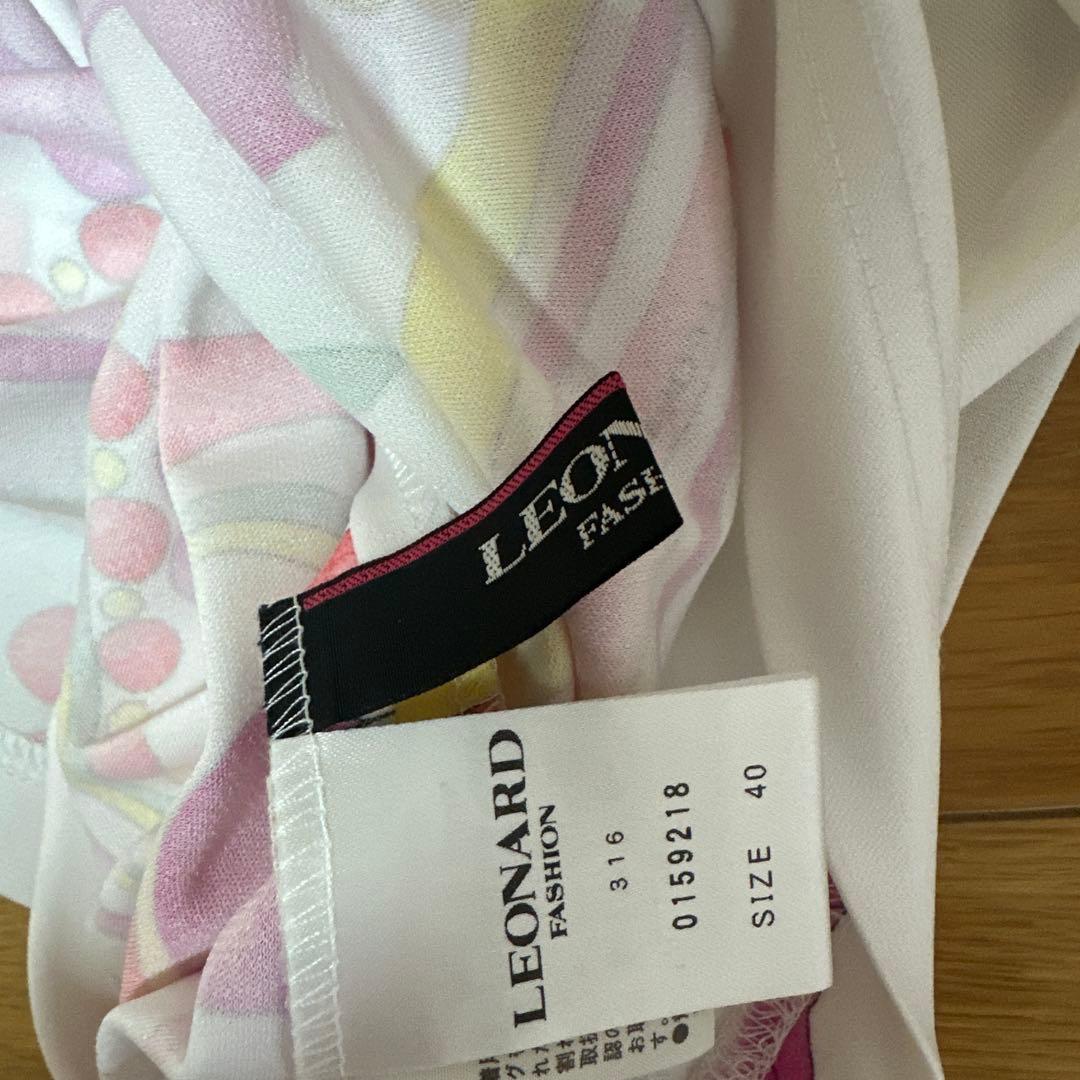 LEON
FASH
LEONARD
FASHION
316
0159218
SIZE 40